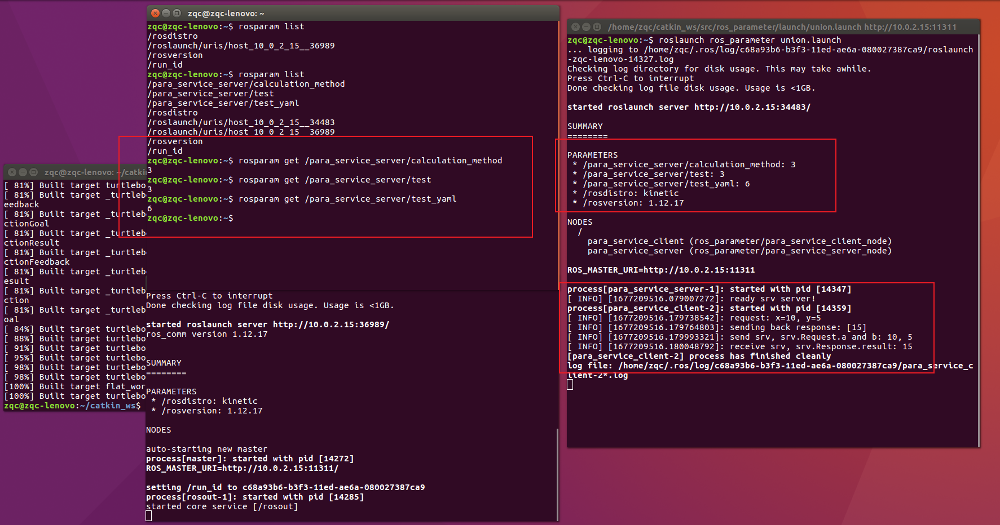 zqc@zqc-lenovo: ~
zqc@zqc-lenovo:~$ rosparam list
/rosdistro
/roslaunch/uris/host_10_0_2_15__36989
/rosversion
/run_id
zqc@zqc-lenovo:~$ rosparam list
/para_service_server/calculation_method
/para_service_server/test
/para_service_server/test_yaml
/rosdistro
/roslaunch/uris/host_10_0_2_15__34483
/roslaunch/uris/host_10_0_2_15__36989
/rosversion
/run_id
zqc@zqc-lenovo:~$ rosparam get /para_service_server/calculation_method
3
zqc@zqc-lenovo:~$ rosparam get /para_service_server/test
3
zqc@zqc-lenovo:~$ rosparam get /para_service_server/test_yaml
6
zqc@zqc-lenovo:~$
zqc@zqc-lenovo: ~/catki
[ 81%] Built target turtlebo
[ 81%] Built target _turtleb
eedback
[ 81%] Built target _turtleb
ctionGoal
[ 81%] Built target _turtleb
ctionResult
[ 81%] Built target _turtleb
ctionFeedback
[ 81%] Built target _turtleb
esult
[ 81%] Built target _turtleb
ction
[ 81%] Built target _turtleb
oal
[ 84%] Built target turtlebo
[ 88%] Built target turtlebo
[ 91%] Built target turtlebo
[ 95%] Built target turtlebo
[ 98%] Built target turtlebo
[ 98%] Built target turtlebo
[100%] Built target flat_wor
[100%] Built target turtlebo
zqc@zqc-lenovo:~/catkin_ws$
Press Ctrl-C to interrupt
Done checking log file disk usage. Usage is <1GB.
started roslaunch server http://10.0.2.15:36989/
ros_comm version 1.12.17
SUMMARY
========
PARAMETERS
* /rosdistro: kinetic
* /rosversion: 1.12.17
NODES
auto-starting new master
process[master]: started with pid [14272]
ROS_MASTER_URI=http://10.0.2.15:11311/
setting /run_id to c68a93b6-b3f3-11ed-ae6a-080027387ca9
process[rosout-1]: started with pid [14285]
started core service [/rosout]
/home/zqc/catkin_ws/src/ros_parameter/launch/union.launch http://10.0.2.15:11311
zqc@zqc-lenovo:~$ roslaunch ros_parameter union.launch
... logging to /home/zqc/.ros/log/c68a93b6-b3f3-11ed-ae6a-080027387ca9/roslaunch
-zqc-lenovo-14327.log
Checking log directory for disk usage. This may take awhile.
Press Ctrl-C to interrupt
Done checking log file disk usage. Usage is <1GB.
started roslaunch server http://10.0.2.15:34483/
SUMMARY
========
PARAMETERS
* /para_service_server/calculation_method: 3
* /para_service_server/test: 3
* /para_service_server/test_yaml: 6
* /rosdistro: kinetic
* /rosversion: 1.12.17
NODES
/
para_service_client (ros_parameter/para_service_client_node)
para_service_server (ros_parameter/para_service_server_node)
ROS_MASTER_URI=http://10.0.2.15:11311
process[para_service_server-1]: started with pid [14347]
[ INFO] [1677209516.079007272]: ready srv server!
process[para_service_client-2]: started with pid [14359]
[ INFO] [1677209516.179738542]: request: x=10, y=5
[ INFO] [1677209516.179764803]: sending back response: [15]
[ INFO] [1677209516.179993321]: send srv, srv.Request.a and b: 10, 5
[ INFO] [1677209516.180048792]: receive srv, srv.Response.result: 15
[para_service_client-2] process has finished cleanly
log file: /home/zqc/.ros/log/c68a93b6-b3f3-11ed-ae6a-080027387ca9/para_service_c
lient-2*.log